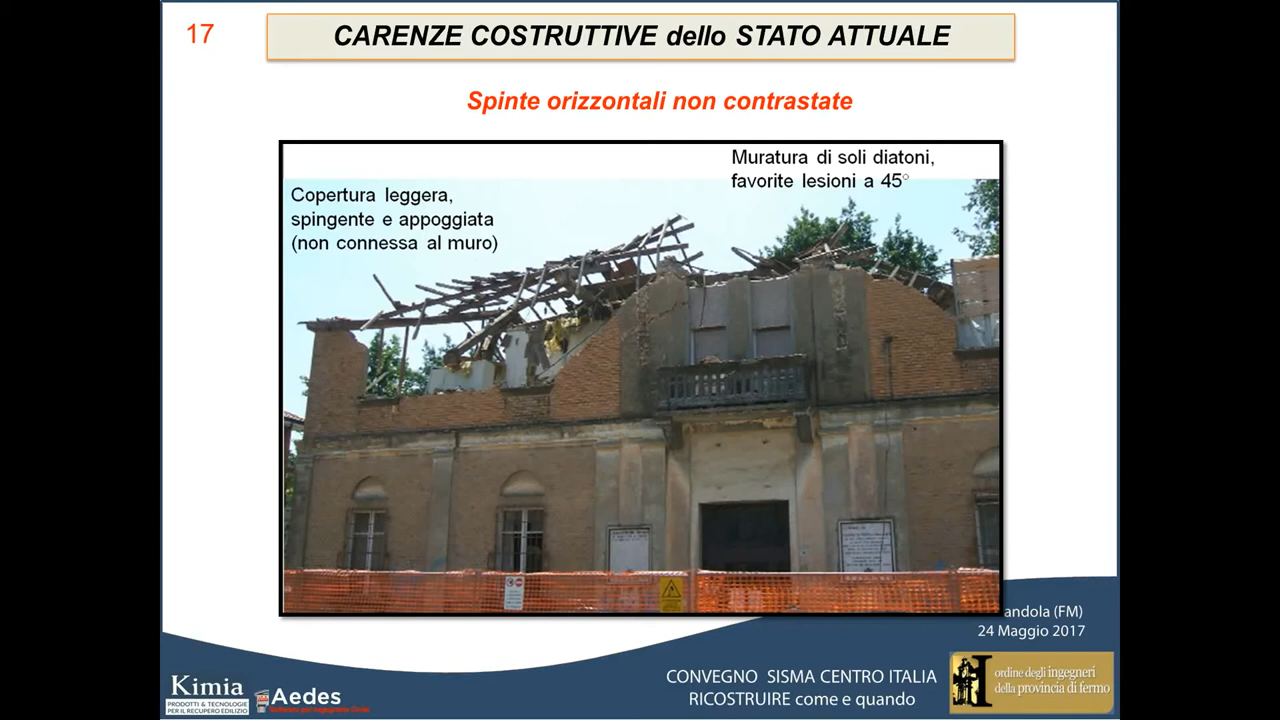 17
CARENZE COSTRUTTIVE dello STATO ATTUALE
Spinte orizzontali non contrastate
Muratura di soli diatoni,
favorite lesioni a 45°
Copertura leggera,
spingente e appoggiata
(non connessa al muro)
andola (FM)
24 Maggio 2017
CONVEGNO SISMA CENTRO ITALIA
RICOSTRUIRE come e quando
Kimia
PRODOTTI & TECNOLOGIE
PER IL RECUPERO EDILIZIO
Aedes
ordine degli ingegneri
della provincia di fermo